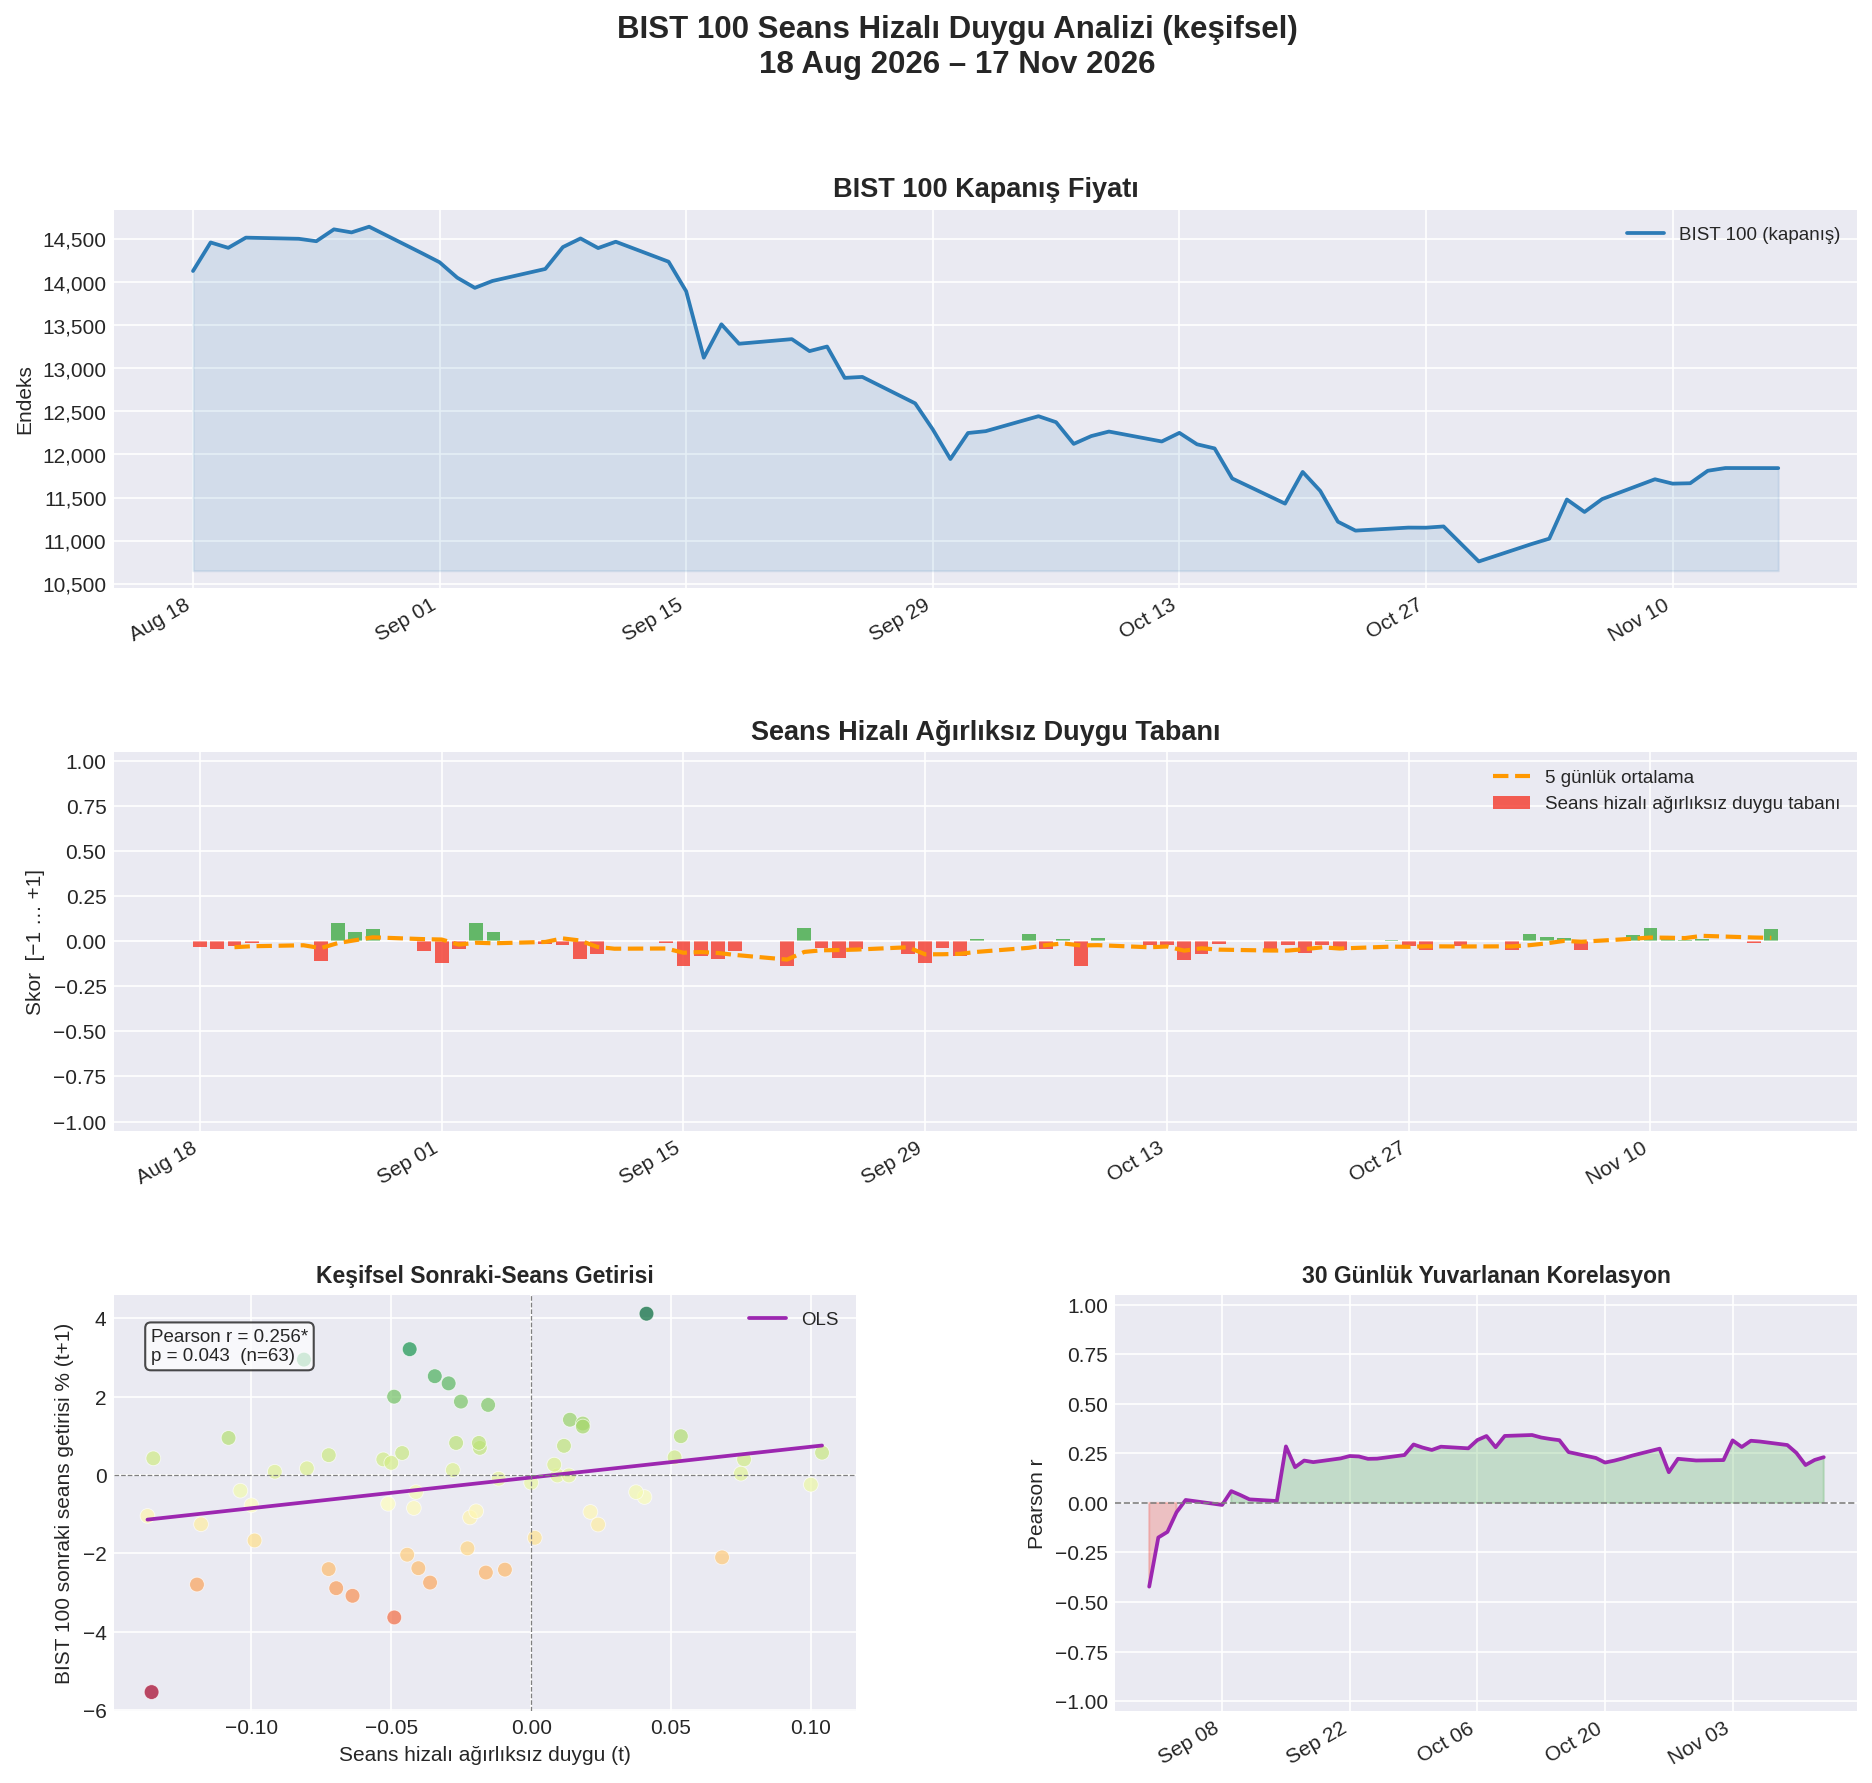 BIST 100 Seans Hizalı Duygu Analizi (keşifsel)
18 Aug 2026 – 17 Nov 2026
BIST 100 Kapanış Fiyatı
BIST 100 (kapanış)
Endeks
14,500
14,000
13,500
13,000
12,500
12,000
11,500
11,000
10,500
Aug 18
Sep 01
Sep 15
Sep 29
Oct 13
Oct 27
Nov 10
Seans Hizalı Ağırlıksız Duygu Tabanı
5 günlük ortalama
Seans hizalı ağırlıksız duygu tabanı
Skor [−1 … +1]
1.00
0.75
0.50
0.25
0.00
−0.25
−0.50
−0.75
−1.00
Aug 18
Sep 01
Sep 15
Sep 29
Oct 13
Oct 27
Nov 10
Keşifsel Sonraki-Seans Getirisi
Pearson r = 0.256*
p = 0.043 (n=63)
OLS
BIST 100 sonraki seans getirisi % (t+1)
4
2
0
−2
−4
−6
−0.10
−0.05
0.00
0.05
0.10
Seans hizalı ağırlıksız duygu (t)
30 Günlük Yuvarlanan Korelasyon
Pearson r
1.00
0.75
0.50
0.25
0.00
−0.25
−0.50
−0.75
−1.00
Sep 08
Sep 22
Oct 06
Oct 20
Nov 03